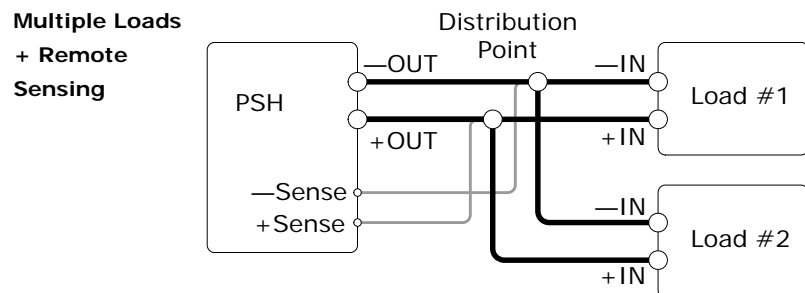 Multiple Loads
+ Remote
Sensing
Distribution
Point
PSH
—OUT
+OUT
—Sense
+Sense
—IN
+IN
Load #1
—IN
+IN
Load #2